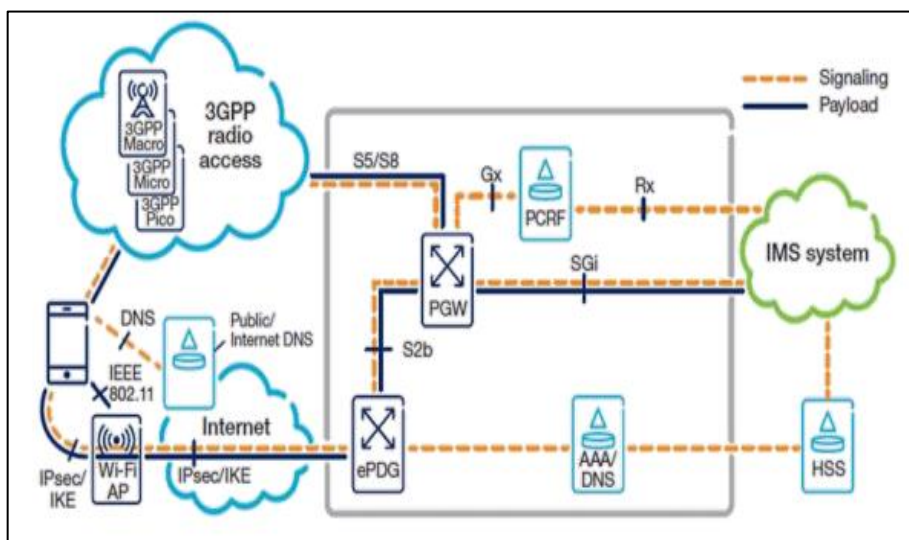 Signaling
Payload
3GPP
Macro
3GPP
Micro
3GPP
Pico
3GPP
radio
access
S5/S8
Gx
PCRF
Rx
IMS system
PGW
SGi
DNS
Public/
Internet DNS
S2b
IEEE
802.11
Internet
IPsec/
IKE
Wi-Fi
AP
IPsec/IKE
ePDG
AAA/
DNS
HSS